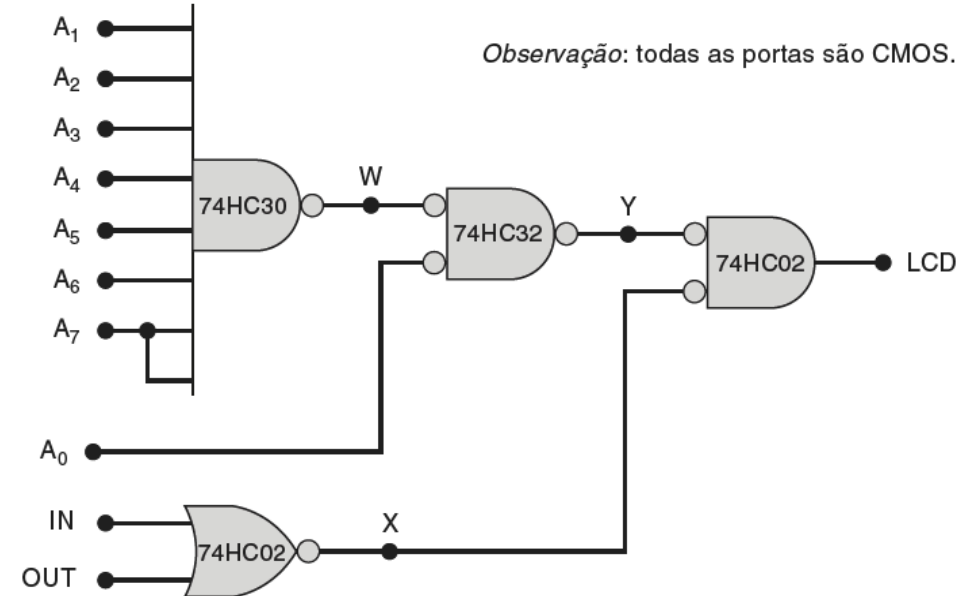 A₁
Observação: todas as portas são CMOS.
A₂
A₃
A₄
W
74HC30
Y
A₅
74HC32
74HC02
LCD
A₆
A₇
A₀
IN
X
74HC02
OUT